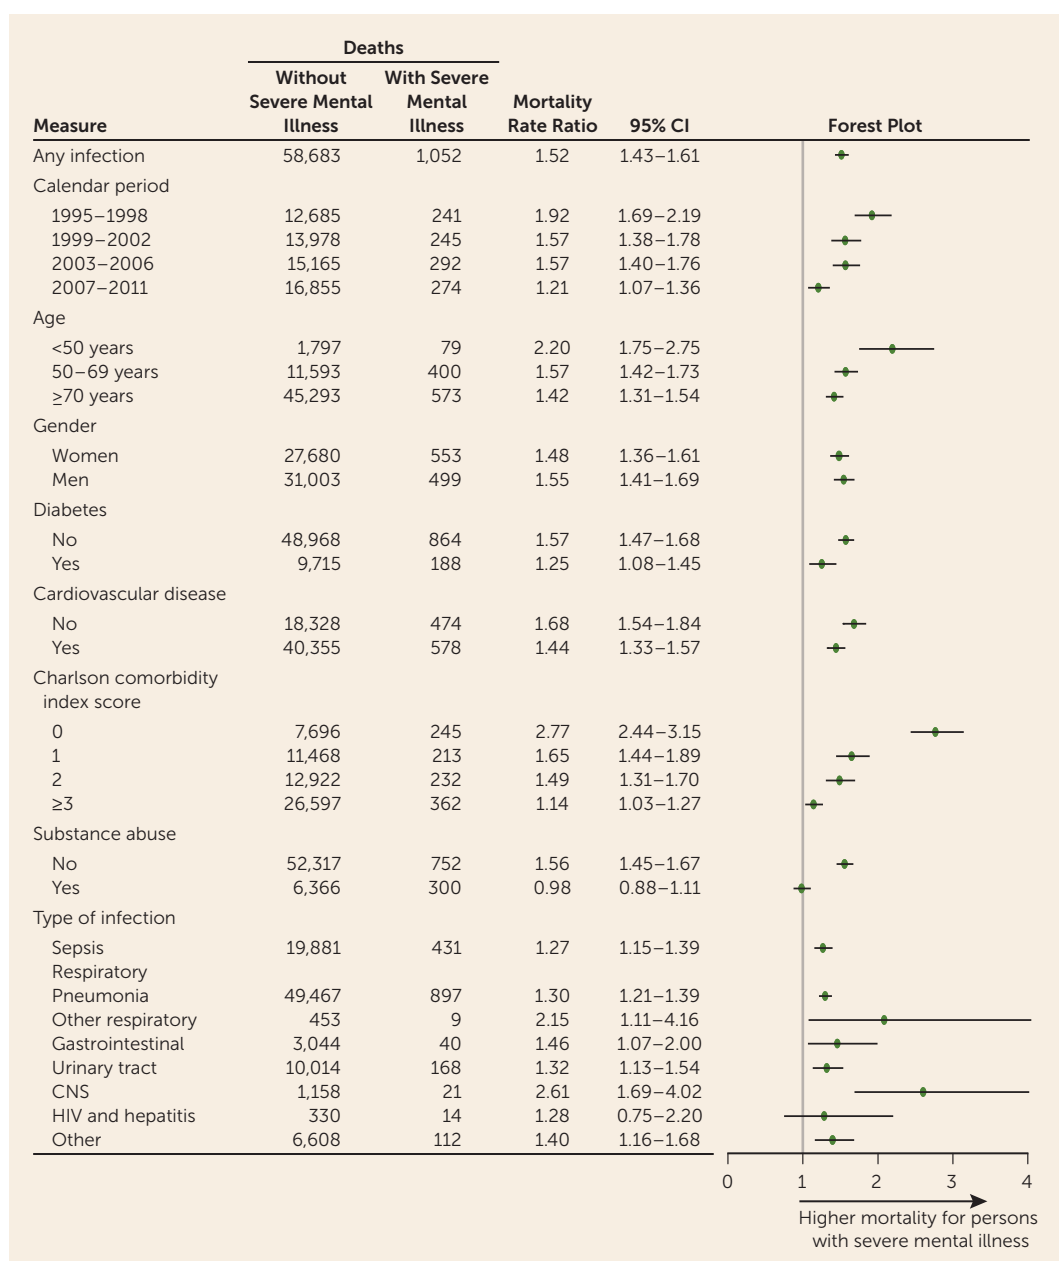 Deaths
Without Severe Mental Illness
With Severe Mental Illness
Measure
Mortality Rate Ratio
95% CI
Forest Plot
Any infection 58,683 1,052 1.52 1.43–1.61
Calendar period
1995–1998 12,685 241 1.92 1.69–2.19
1999–2002 13,978 245 1.57 1.38–1.78
2003–2006 15,165 292 1.57 1.40–1.76
2007–2011 16,855 274 1.21 1.07–1.36
Age
<50 years 1,797 79 2.20 1.75–2.75
50–69 years 11,593 400 1.57 1.42–1.73
≥70 years 45,293 573 1.42 1.31–1.54
Gender
Women 27,680 553 1.48 1.36–1.61
Men 31,003 499 1.55 1.41–1.69
Diabetes
No 48,968 864 1.57 1.47–1.68
Yes 9,715 188 1.25 1.08–1.45
Cardiovascular disease
No 18,328 474 1.68 1.54–1.84
Yes 40,355 578 1.44 1.33–1.57
Charlson comorbidity
index score
0 7,696 245 2.77 2.44–3.15
1 11,468 213 1.65 1.44–1.89
2 12,922 232 1.49 1.31–1.70
≥3 26,597 362 1.14 1.03–1.27
Substance abuse
No 52,317 752 1.56 1.45–1.67
Yes 6,366 300 0.98 0.88–1.11
Type of infection
Sepsis 19,881 431 1.27 1.15–1.39
Respiratory
Pneumonia 49,467 897 1.30 1.21–1.39
Other respiratory 453 9 2.15 1.11–4.16
Gastrointestinal 3,044 40 1.46 1.07–2.00
Urinary tract 10,014 168 1.32 1.13–1.54
CNS 1,158 21 2.61 1.69–4.02
HIV and hepatitis 330 14 1.28 0.75–2.20
Other 6,608 112 1.40 1.16–1.68
0 1 2 3 4
Higher mortality for persons
with severe mental illness